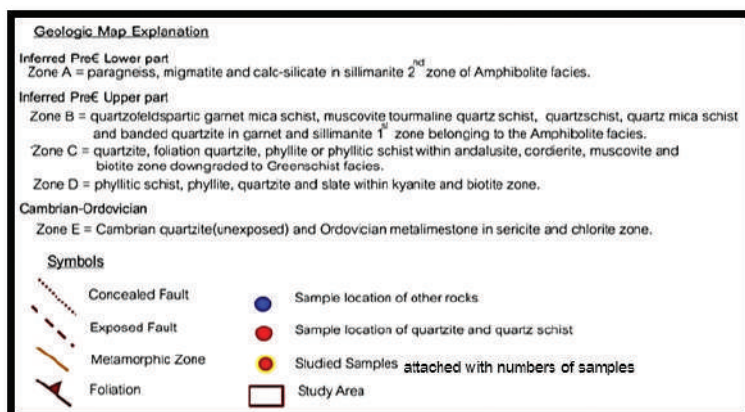 Geologic Map Explanation
Inferred Pre€ Lower part
Zone A = paragneiss, migmatite and calc-silicate in sillimanite 2nd zone of Amphibolite facies.
Inferred Pre€ Upper part
Zone B = quartzofeldspartic garnet mica schist, muscovite tourmaline quartz schist, quartzschist, quartz mica schist
and banded quartzite in garnet and sillimanite 1st zone belonging to the Amphibolite facies.
Zone C = quartzite, foliation quartzite, phyllite or phyllitic schist within andalusite, cordierite, muscovite and
biotite zone downgraded to Greenschist facies.
Zone D = phyllitic schist, phyllite, quartzite and slate within kyanite and biotite zone.
Cambrian-Ordovician
Zone E = Cambrian quartzite(unexposed) and Ordovician metalimestone in sericite and chlorite zone.
Symbols
Concealed Fault
Sample location of other rocks
Exposed Fault
Sample location of quartzite and quartz schist
Metamorphic Zone
Studied Samples attached with numbers of samples
Foliation
Study Area